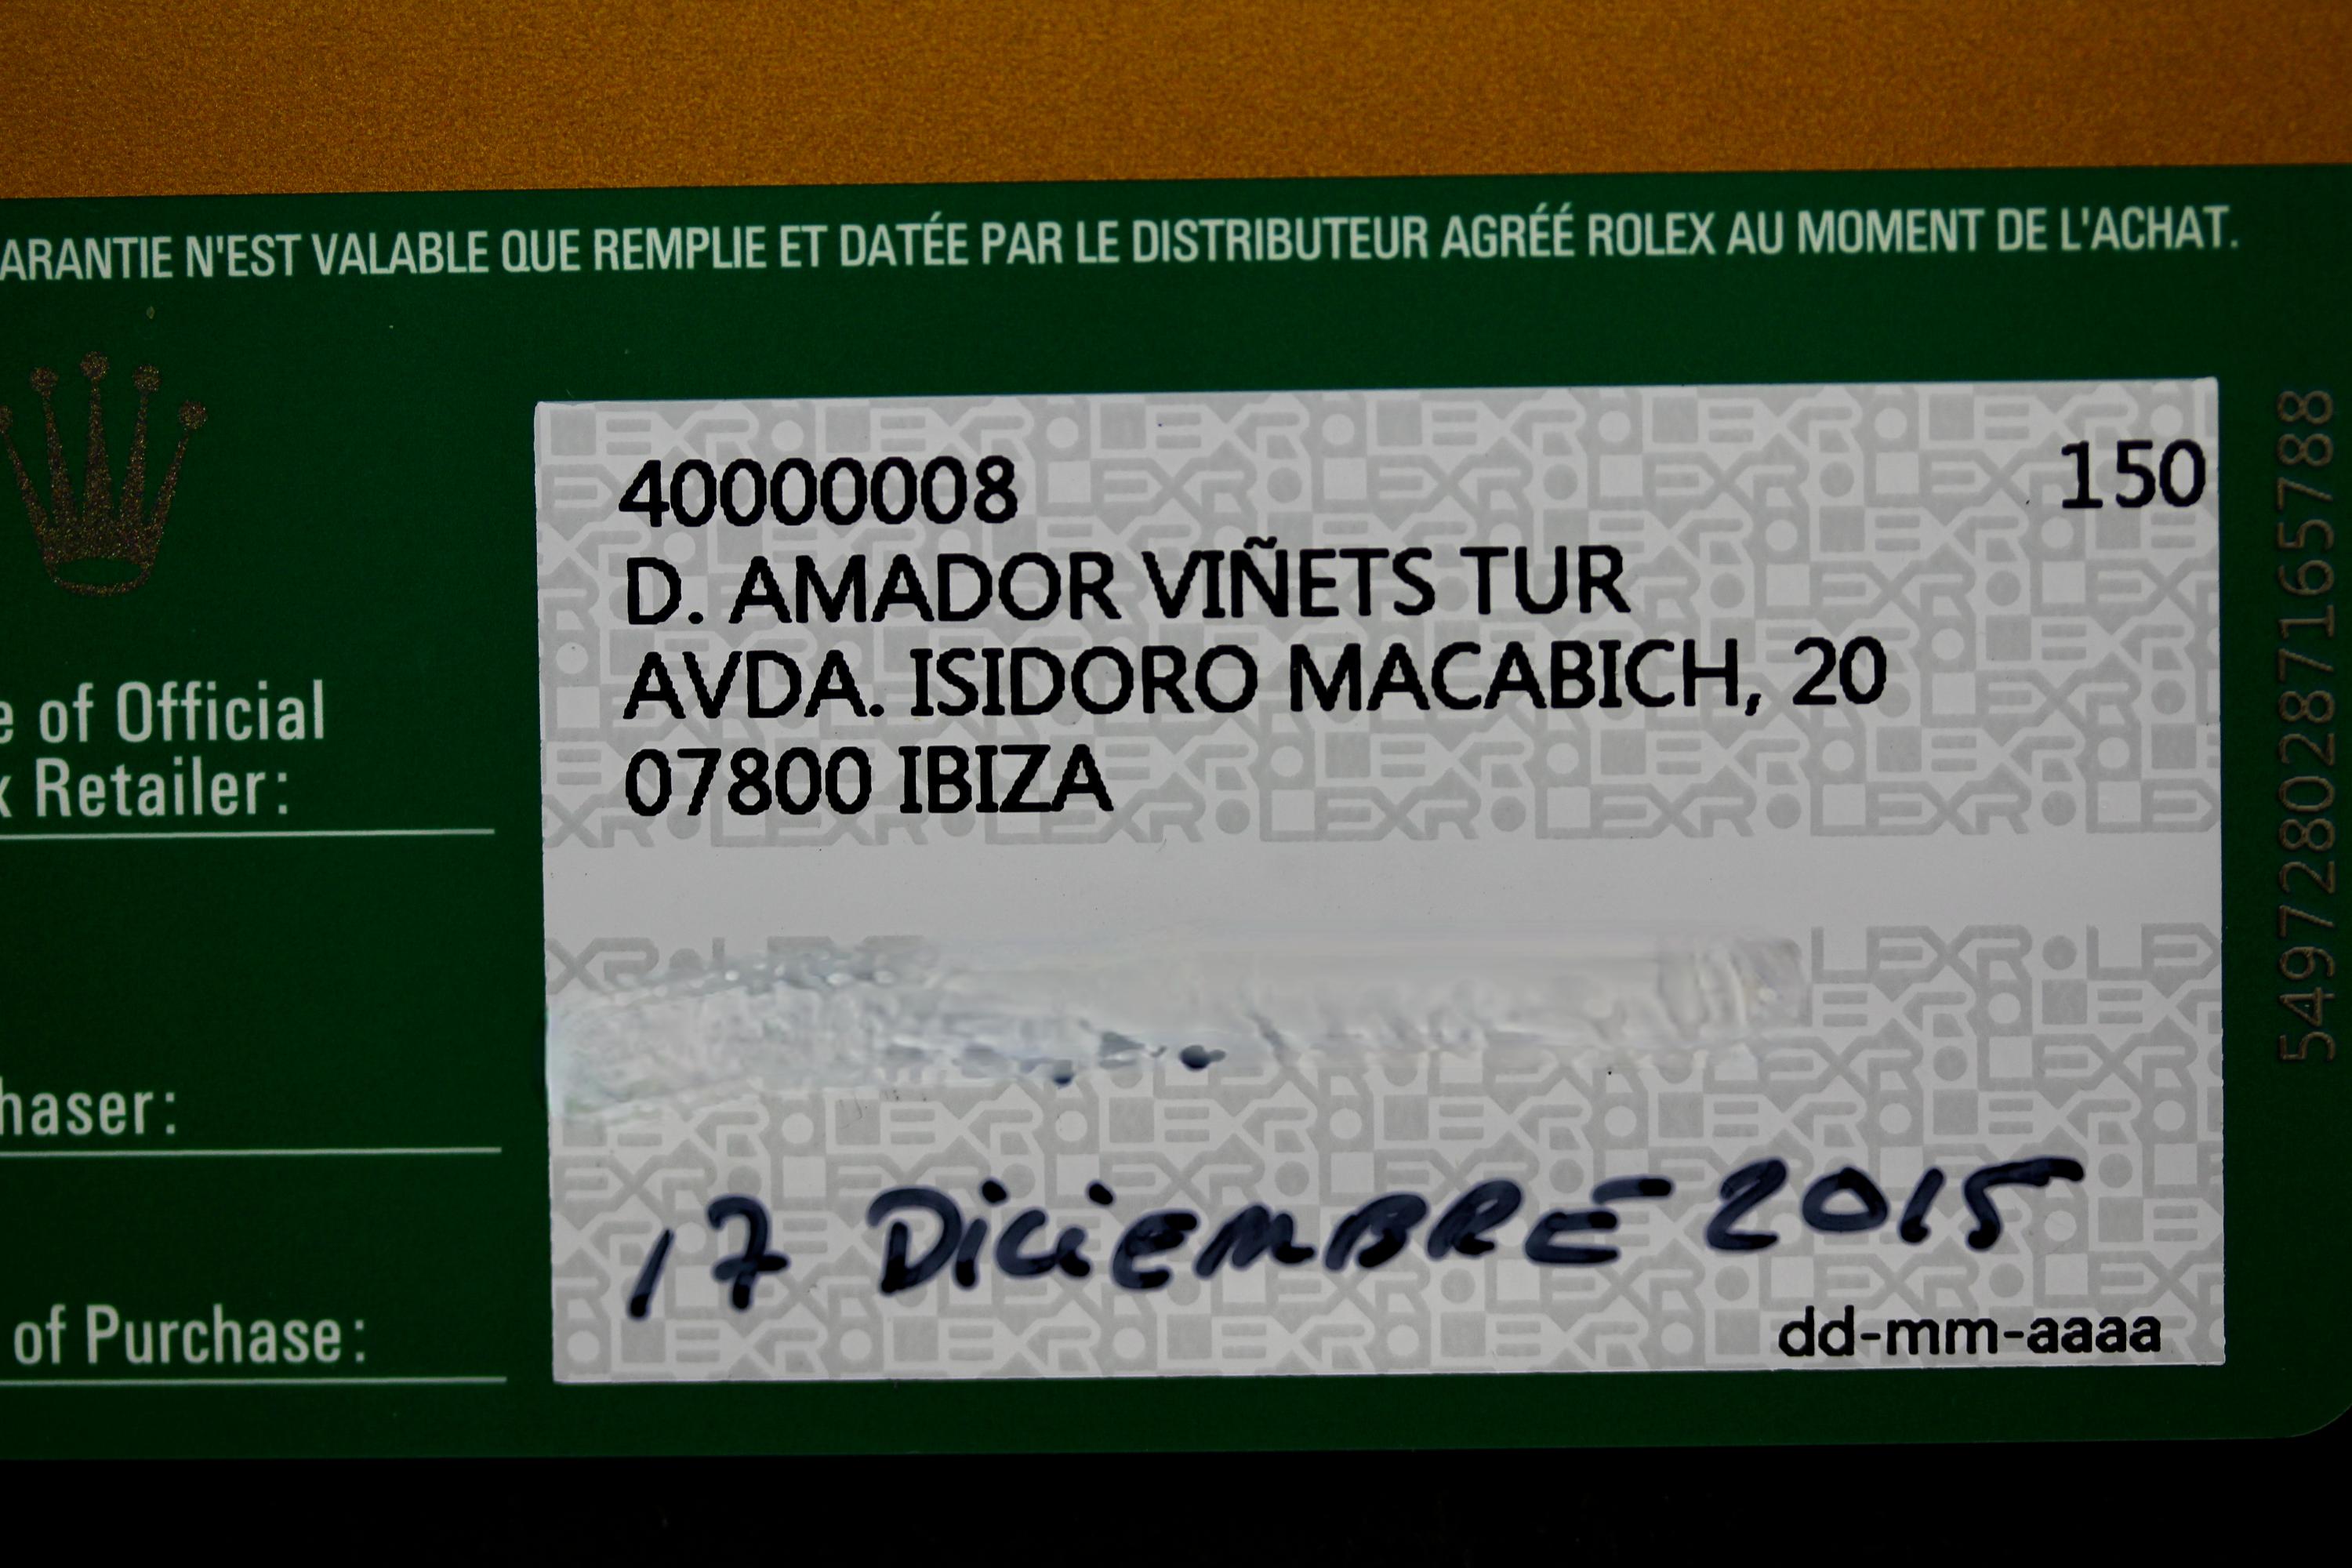 ARANTIE N'EST VALABLE QUE REMPLIE ET DATÉE PAR LE DISTRIBUTEUR AGRÉÉ ROLEX AU MOMENT DE L'ACHAT.
40000008 150
D. AMADOR VIÑETS TUR
AVDA. ISIDORO MACABICH, 20
07800 IBIZA
e of Official
x Retailer:
haser:
17 DiciEMBRE 2015
of Purchase:
dd-mm-aaaa
5497280287165788